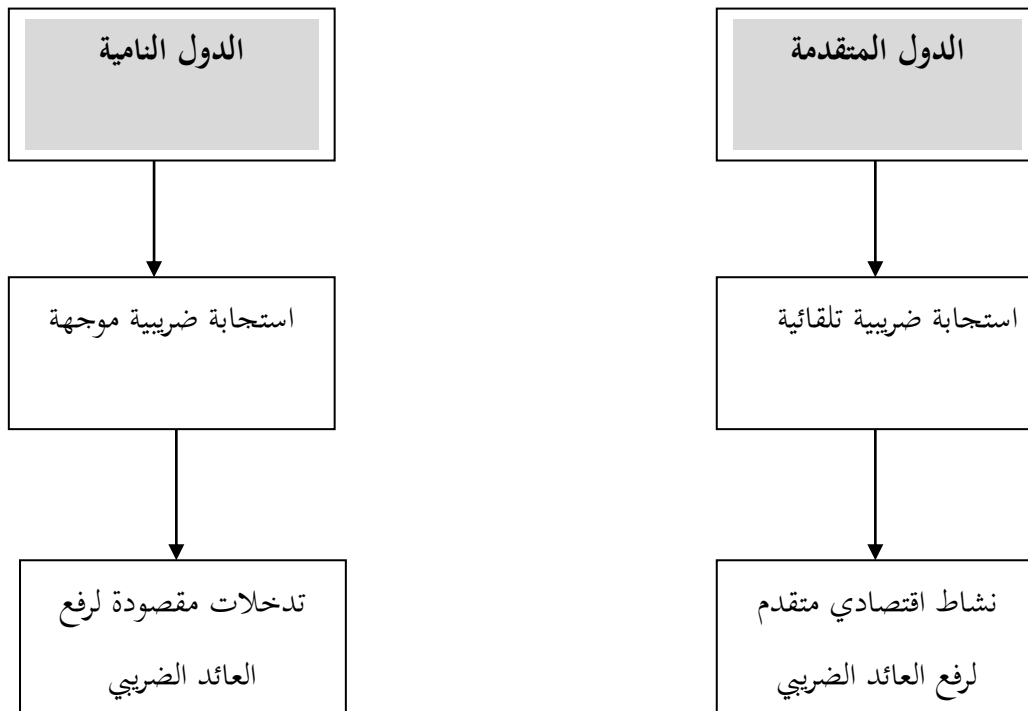 الدول المتقدمة
الدول النامية
استجابة ضريبية تلقائية
استجابة ضريبية موجهة
نشاط اقتصادي متقدم
لرفع العائد الضريبي
تدخلات مقصودة لرفع
العائد الضريبي